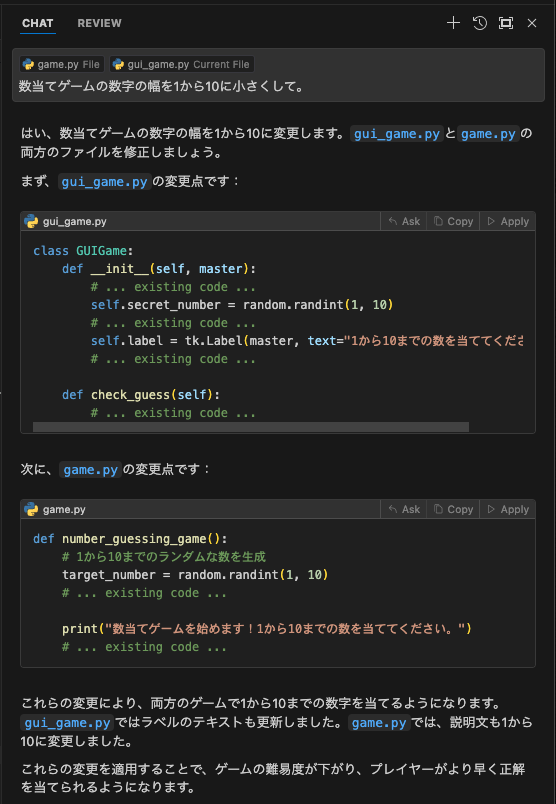 CHAT REVIEW
game.py File gui_game.py Current File
数当てゲームの数字の幅を1から10に小さくして。
はい、数当てゲームの数字の幅を1から10に変更します。gui_game.pyとgame.pyの
両方のファイルを修正しましょう。
まず、gui_game.pyの変更点です：
gui_game.py Ask Copy Apply
class GUIGame:
    def __init__(self, master):
        # ... existing code ...
        self.secret_number = random.randint(1, 10)
        # ... existing code ...
        self.label = tk.Label(master, text="1から10までの数を当ててくださ
        # ... existing code ...
    def check_guess(self):
        # ... existing code ...
次に、game.pyの変更点です：
game.py Ask Copy Apply
def number_guessing_game():
    # 1から10までのランダムな数を生成
    target_number = random.randint(1, 10)
    # ... existing code ...
    print("数当てゲームを始めます！1から10までの数を当ててください。")
    # ... existing code ...
これらの変更により、両方のゲームで1から10までの数字を当てるようになります。
gui_game.pyではラベルのテキストも更新しました。game.pyでは、説明文も1から
10に変更しました。
これらの変更を適用することで、ゲームの難易度が下がり、プレイヤーがより早く正解
を当てられるようになります。